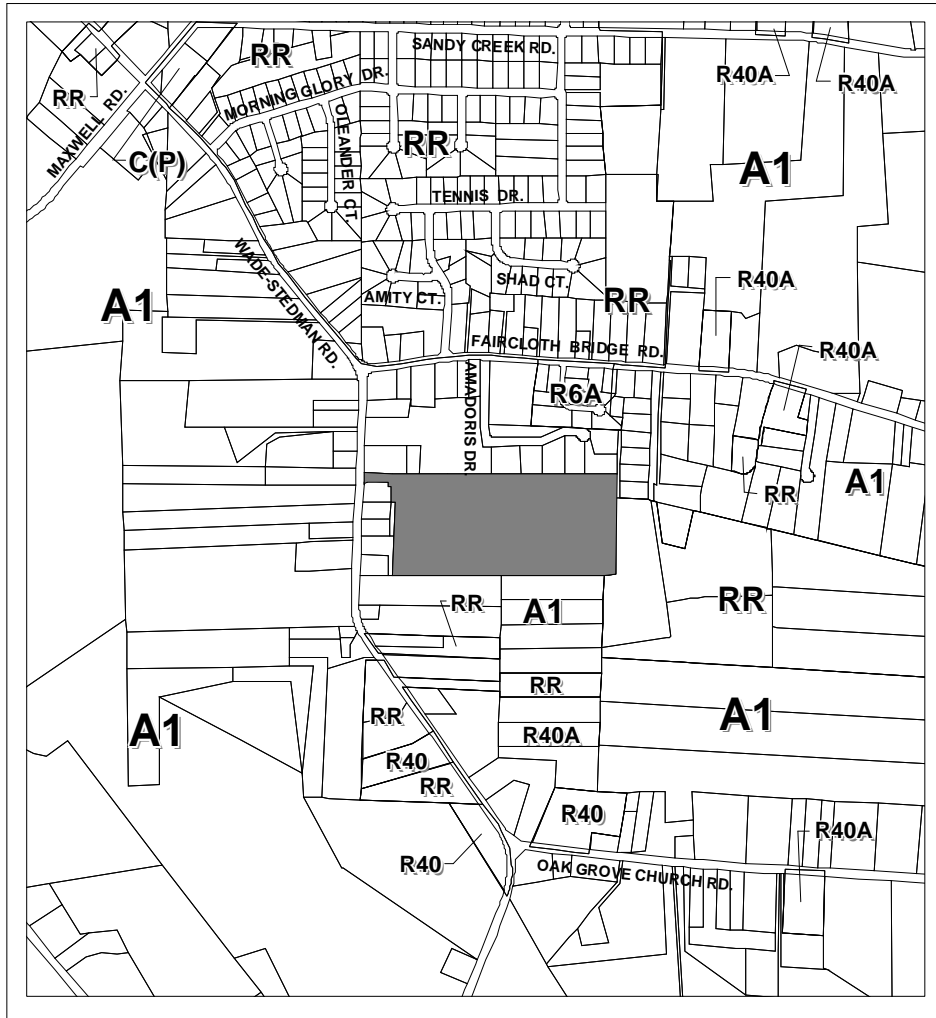 SANDY CREEK RD.
RR
R40A
R40A
RR
MORNING GLORY DR.
MAXWELL RD.
OLEANDER CT.
RR
C(P)
A1
TENNIS DR.
WADE-STEDMAN RD.
SHAD CT.
R40A
A1
AMITY CT.
RR
FAIRCLOTH BRIDGE RD.
R40A
AMADORIS DR.
R6A
A1
RR
RR
A1
RR
RR
A1
RR
A1
R40A
R40
RR
R40
R40A
R40
OAK GROVE CHURCH RD.